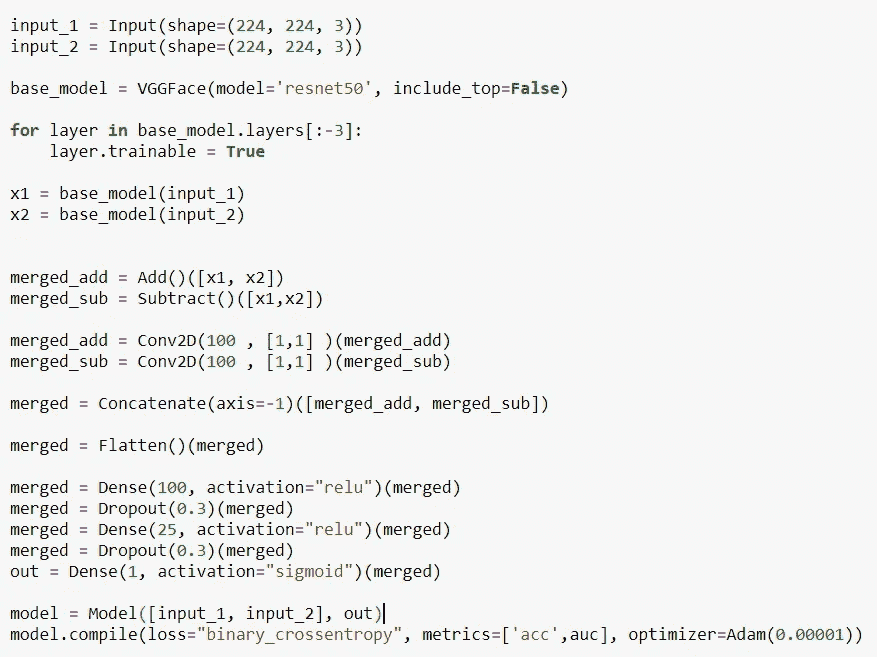 input_1 = Input(shape=(224, 224, 3))
input_2 = Input(shape=(224, 224, 3))

base_model = VGGFace(model='resnet50', include_top=False)

for layer in base_model.layers[:-3]:
    layer.trainable = True

x1 = base_model(input_1)
x2 = base_model(input_2)


merged_add = Add()([x1, x2])
merged_sub = Subtract()([x1,x2])

merged_add = Conv2D(100 , [1,1] )(merged_add)
merged_sub = Conv2D(100 , [1,1] )(merged_sub)

merged = Concatenate(axis=-1)([merged_add, merged_sub])

merged = Flatten()(merged)

merged = Dense(100, activation="relu")(merged)
merged = Dropout(0.3)(merged)
merged = Dense(25, activation="relu")(merged)
merged = Dropout(0.3)(merged)
out = Dense(1, activation="sigmoid")(merged)

model = Model([input_1, input_2], out)
model.compile(loss="binary_crossentropy", metrics=['acc',auc], optimizer=Adam(0.00001))